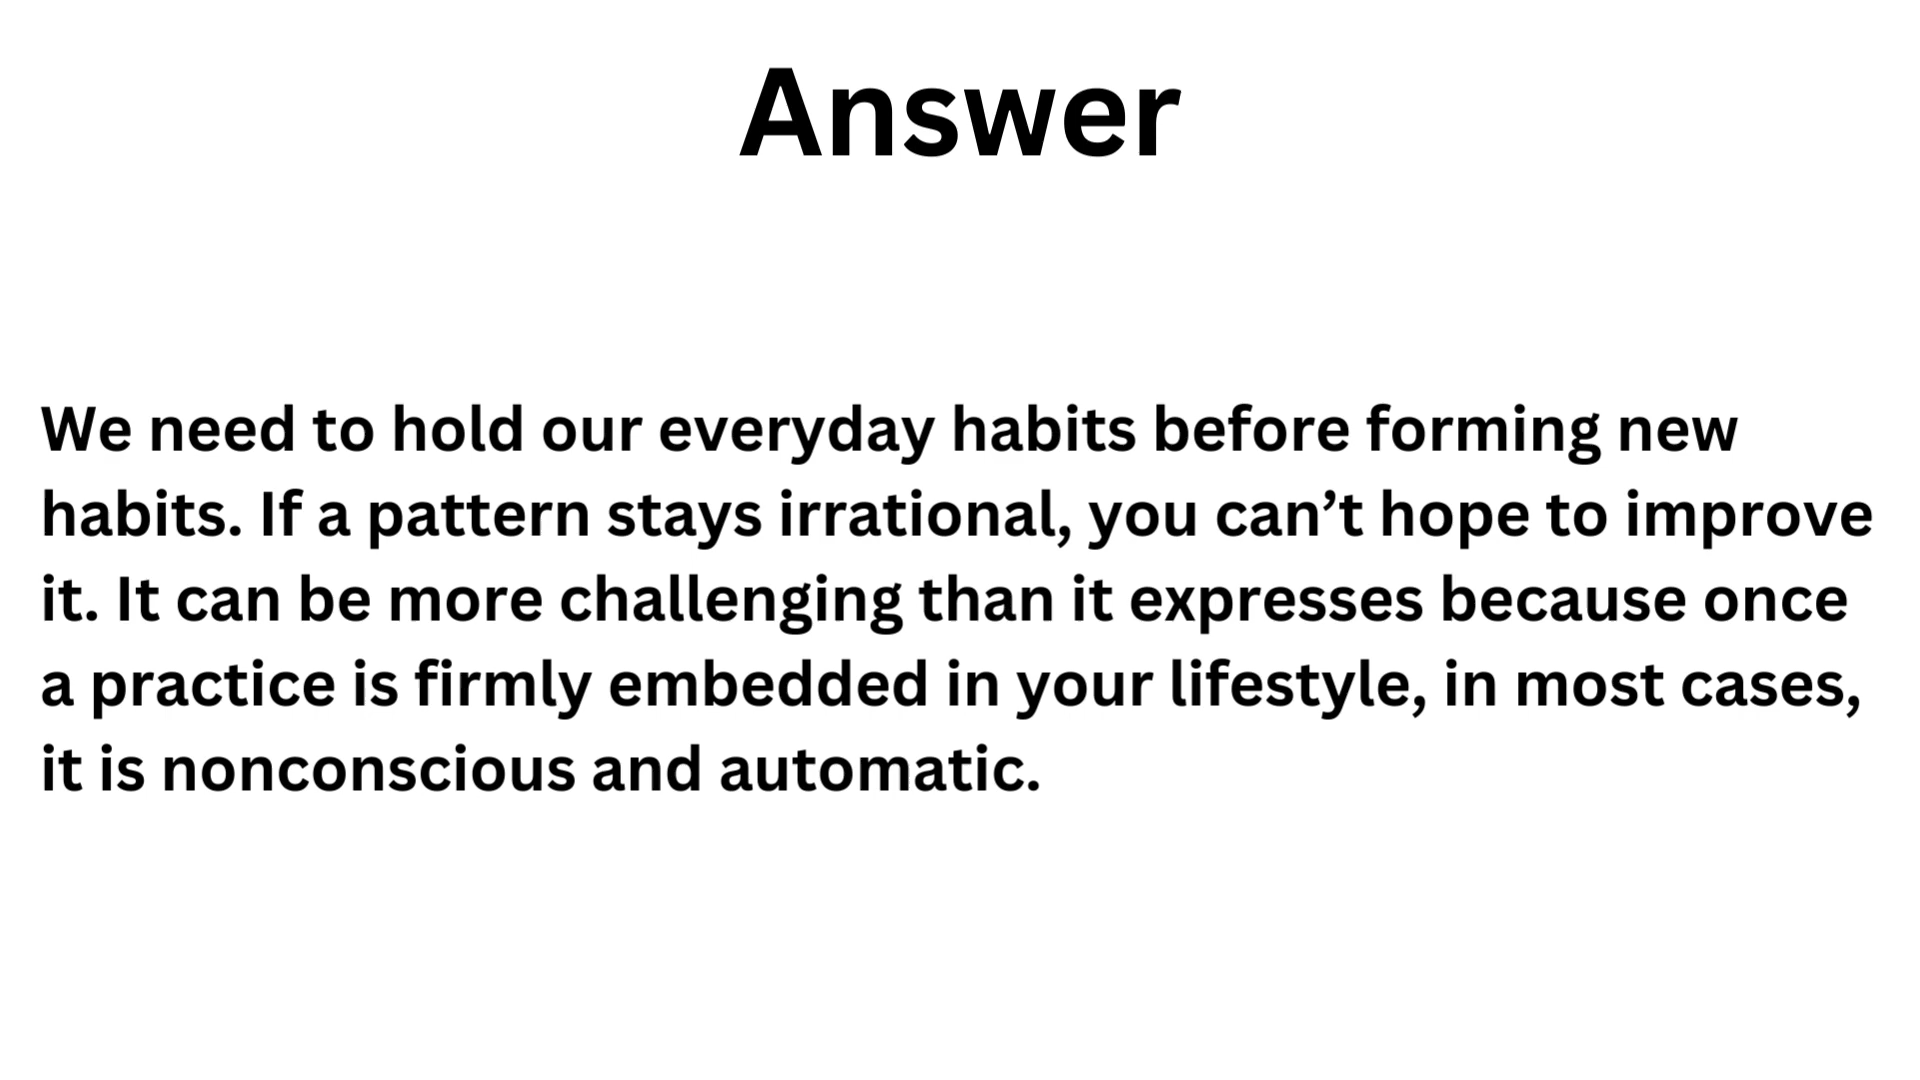 Answer
We need to hold our everyday habits before forming new
habits. If a pattern stays irrational, you can’t hope to improve
it. It can be more challenging than it expresses because once
a practice is firmly embedded in your lifestyle, in most cases,
it is nonconscious and automatic.